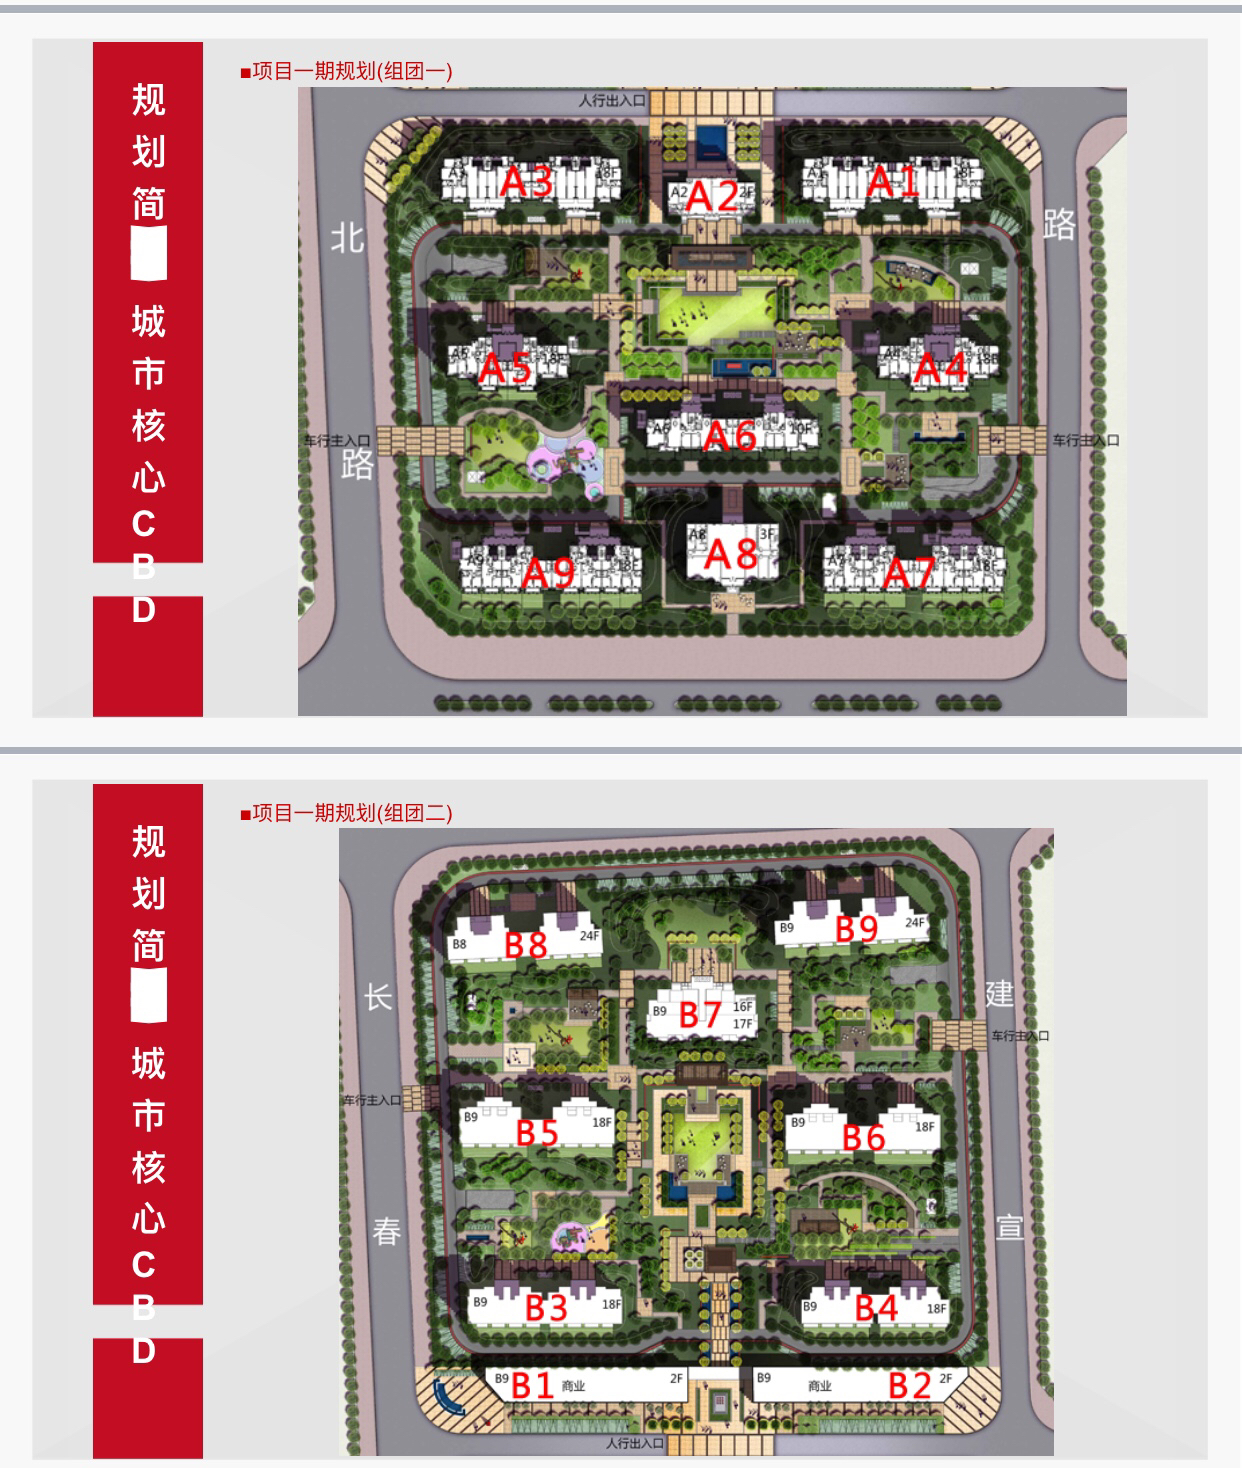 规划简
城市核心CBD
■项目一期规划(组团一)
人行出入口
A3 18F
A3
A2 2F
A2
A1 18F
A1
北
路
A5 18F
A5
A4
A4
A6 10F
A6
车行主入口
车行主入口
路
A8 3F
A8
A9 18F
A9
A7 18F
A7
规划简
城市核心CBD
■项目一期规划(组团二)
B8 24F
B8
B9 24F
B9
长
建
B9 16F
B7 17F
车行主入口
车行主入口
B9 18F
B5
B9 18F
B6
春
宣
B9 18F
B3
B9 18F
B4
B9 B1 商业 2F
B9 商业 B2 2F
人行出入口